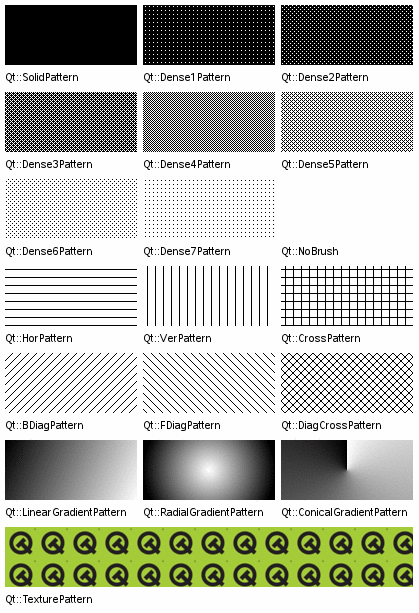 Qt::SolidPattern Qt::Dense1Pattern Qt::Dense2Pattern
Qt::Dense3Pattern Qt::Dense4Pattern Qt::Dense5Pattern
Qt::Dense6Pattern Qt::Dense7Pattern Qt::NoBrush
Qt::HorPattern Qt::VerPattern Qt::CrossPattern
Qt::BDiagPattern Qt::FDiagPattern Qt::DiagCrossPattern
Qt::LinearGradientPattern Qt::RadialGradientPattern Qt::ConicalGradientPattern
Qt::TexturePattern